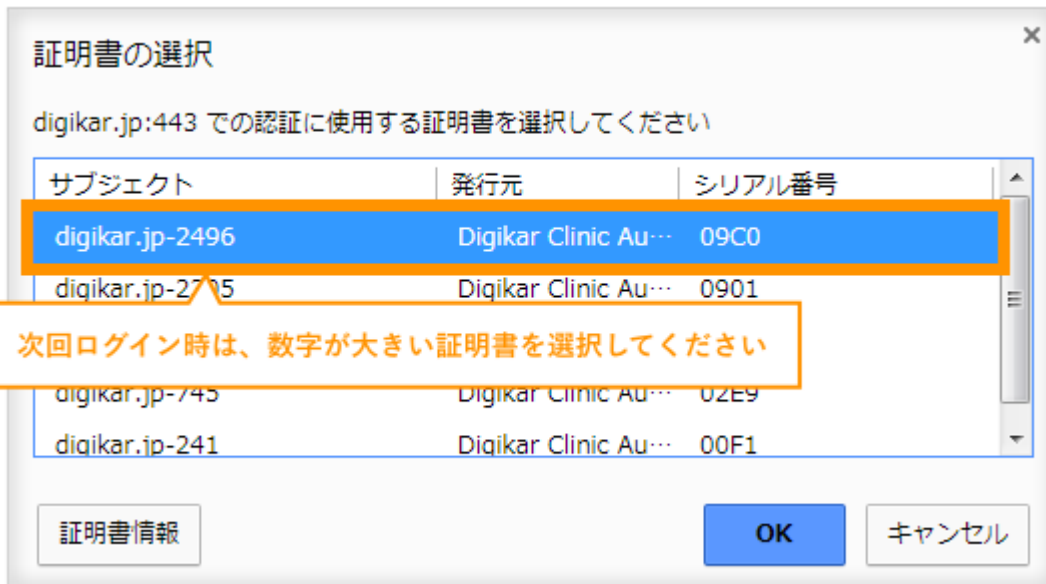 証明書の選択
digikar.jp:443 での認証に使用する証明書を選択してください
サブジェクト 発行元 シリアル番号
digikar.jp-2496 Digikar Clinic Au… 09C0
Digikar Clinic Au… 0901
次回ログイン時は、数字が大きい証明書を選択してください
digikar.jp-745 Digikar Clinic Au… 02E9
digikar.jp-241 Digikar Clinic Au… 00F1
証明書情報 OK キャンセル